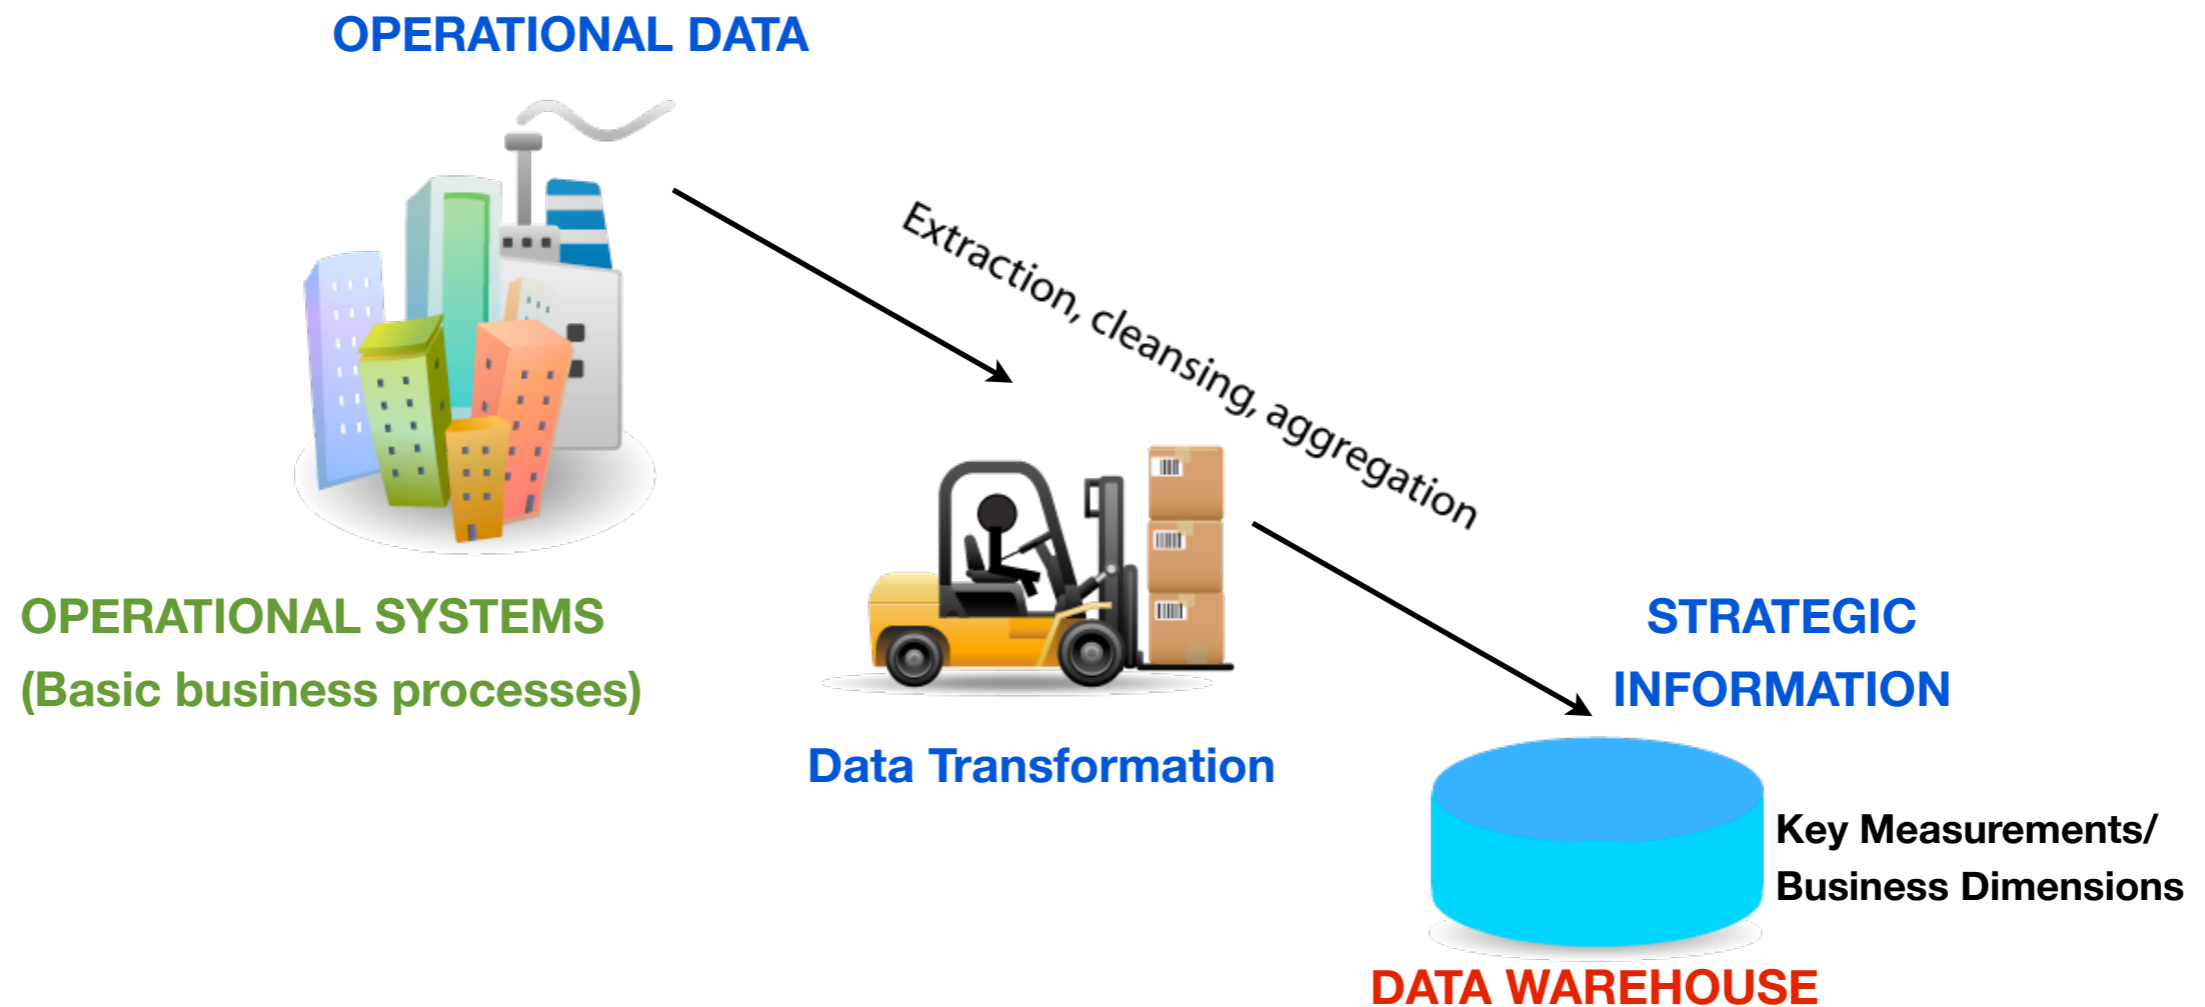 OPERATIONAL DATA
Extraction, cleansing, aggregation
OPERATIONAL SYSTEMS
(Basic business processes)
Data Transformation
STRATEGIC
INFORMATION
Key Measurements/
Business Dimensions
DATA WAREHOUSE